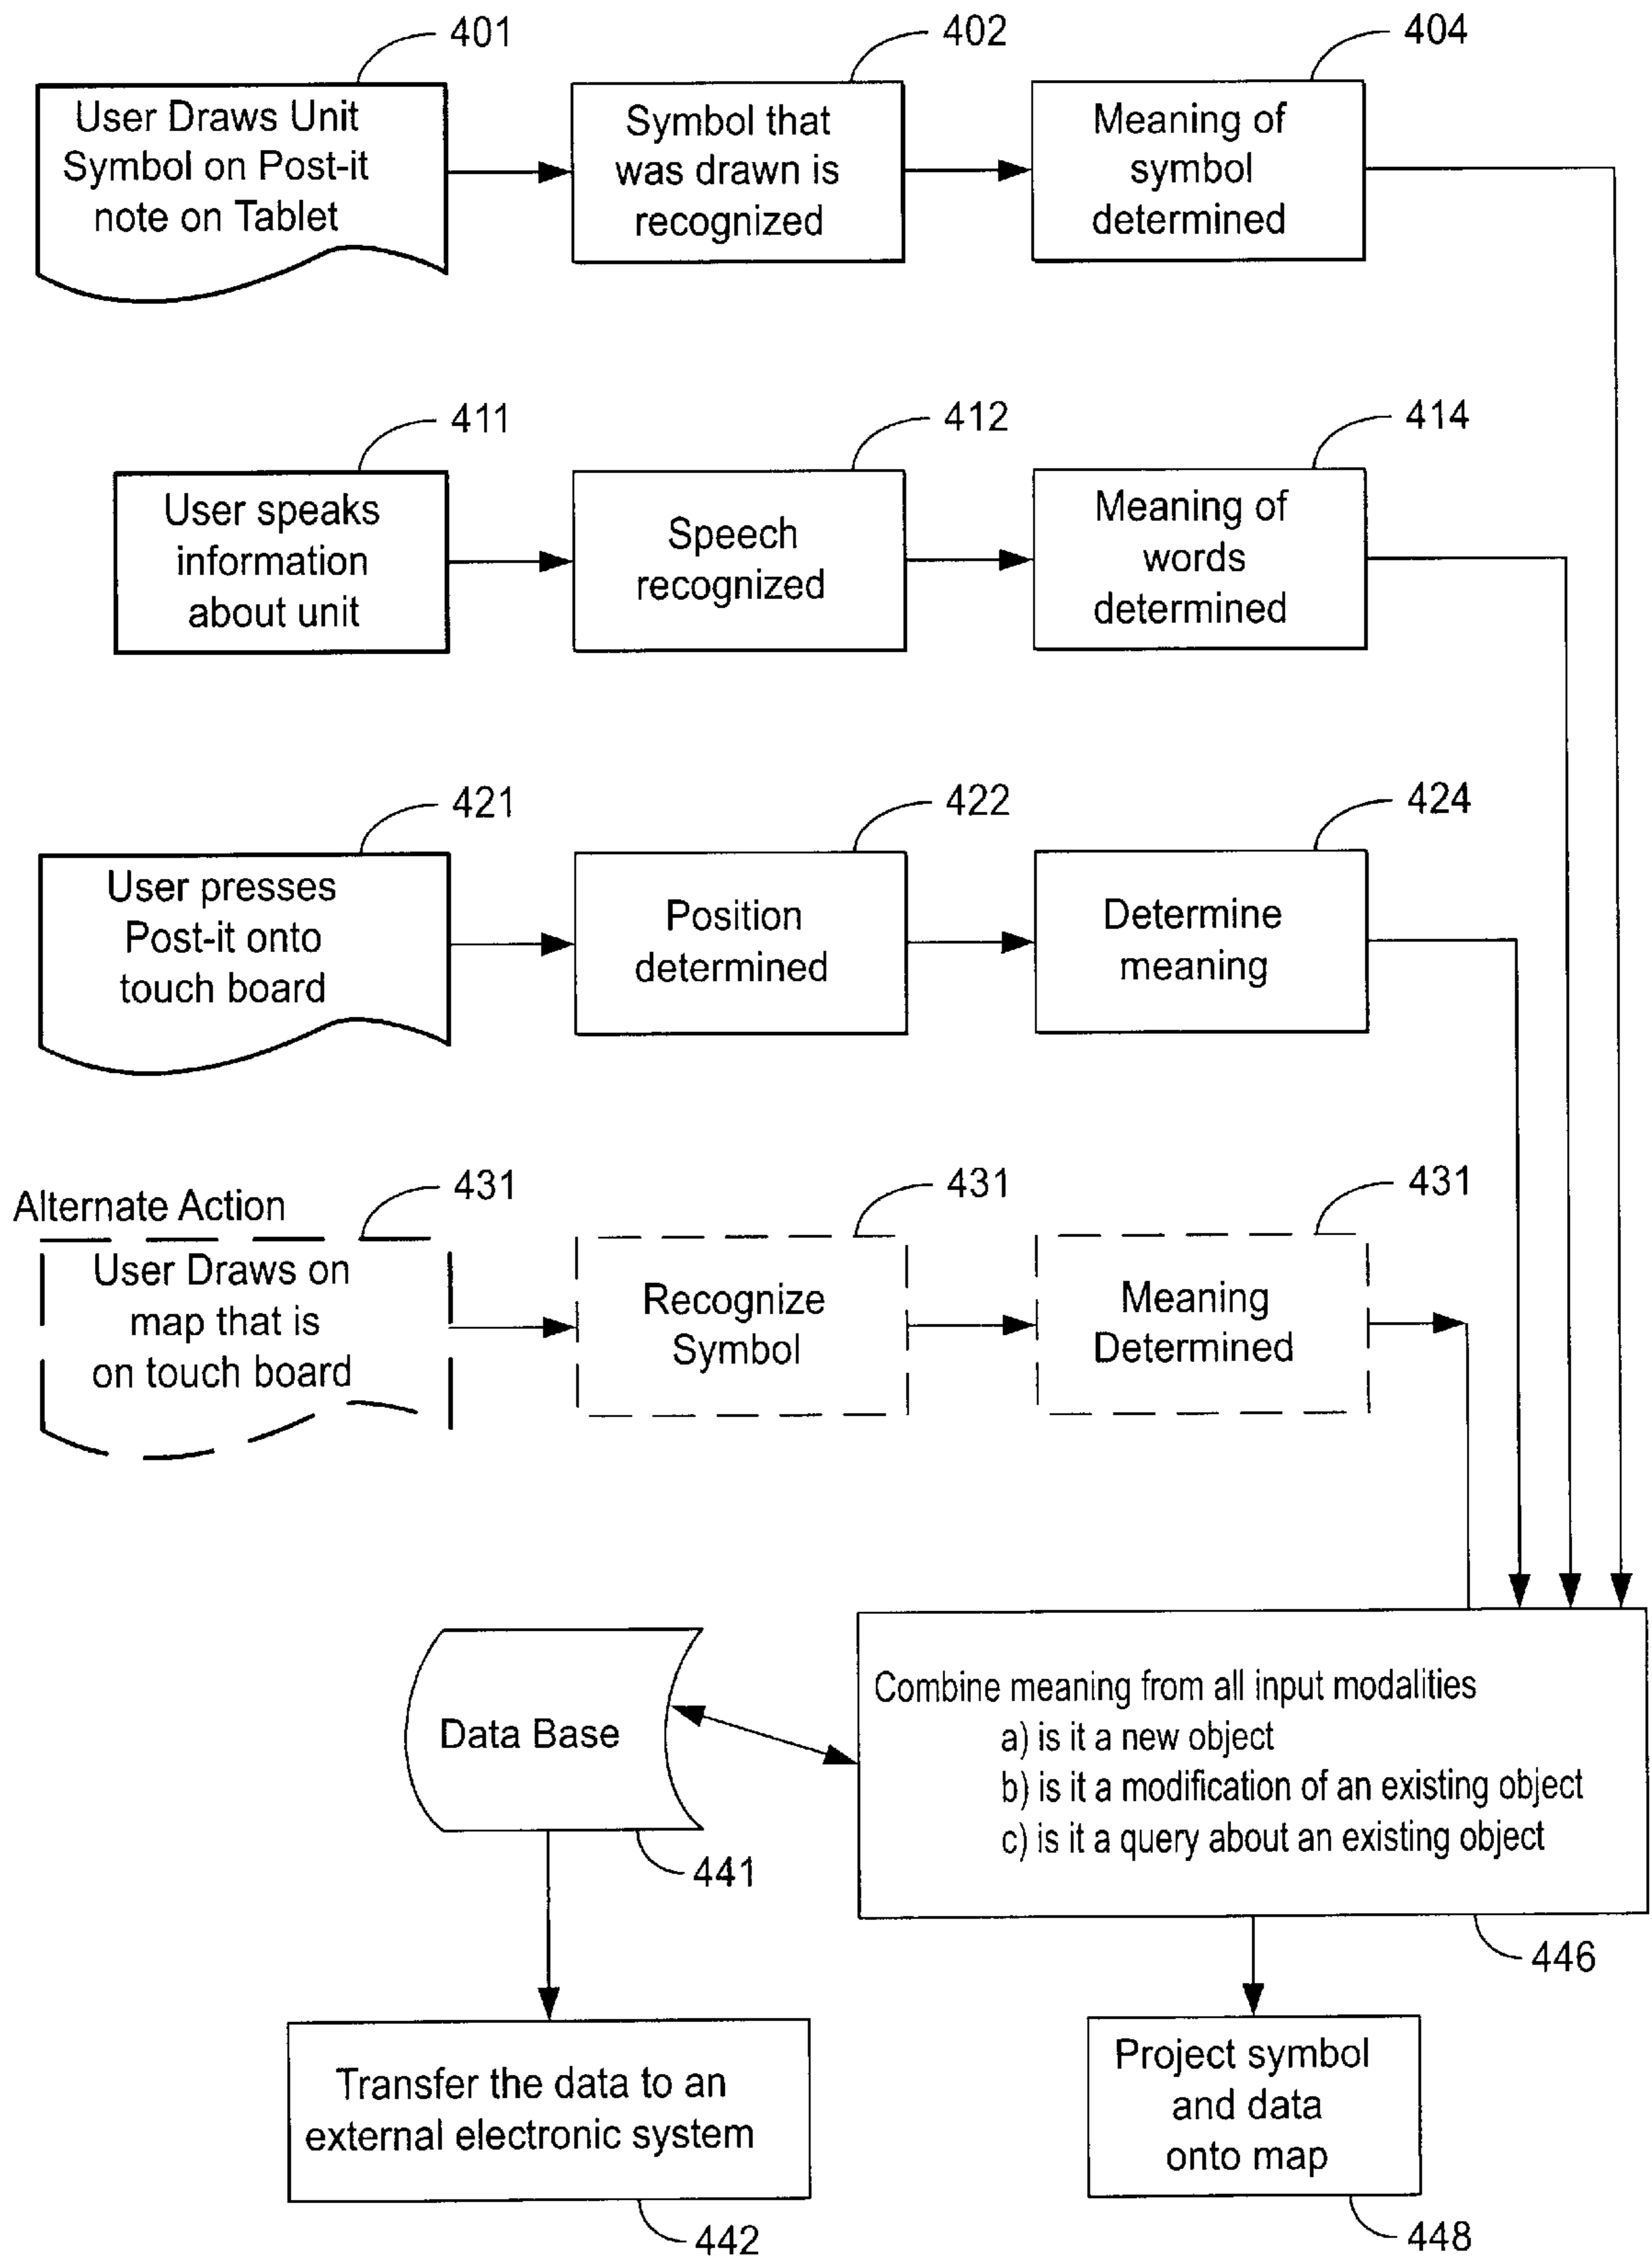 401
402
404
User Draws Unit
Symbol on Post-it
note on Tablet
Symbol that
was drawn is
recognized
Meaning of
symbol
determined
411
412
414
User speaks
information
about unit
Speech
recognized
Meaning of
words
determined
421
422
424
User presses
Post-it onto
touch board
Position
determined
Determine
meaning
Alternate Action
431
431
431
User Draws on
map that is
on touch board
Recognize
Symbol
Meaning
Determined
Data Base
441
Combine meaning from all input modalities
a) is it a new object
b) is it a modification of an existing object
c) is it a query about an existing object
446
Transfer the data to an
external electronic system
442
Project symbol
and data
onto map
448